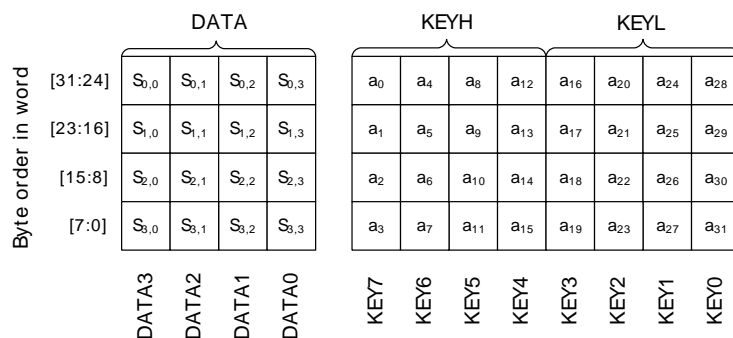 DATA KEYH KEYL
Byte order in word
[31:24] S0,0 S0,1 S0,2 S0,3 a0 a4 a8 a12 a16 a20 a24 a28
[23:16] S1,0 S1,1 S1,2 S1,3 a1 a5 a9 a13 a17 a21 a25 a29
[15:8] S2,0 S2,1 S2,2 S2,3 a2 a6 a10 a14 a18 a22 a26 a30
[7:0] S3,0 S3,1 S3,2 S3,3 a3 a7 a11 a15 a19 a23 a27 a31
DATA3 DATA2 DATA1 DATA0 KEY7 KEY6 KEY5 KEY4 KEY3 KEY2 KEY1 KEY0